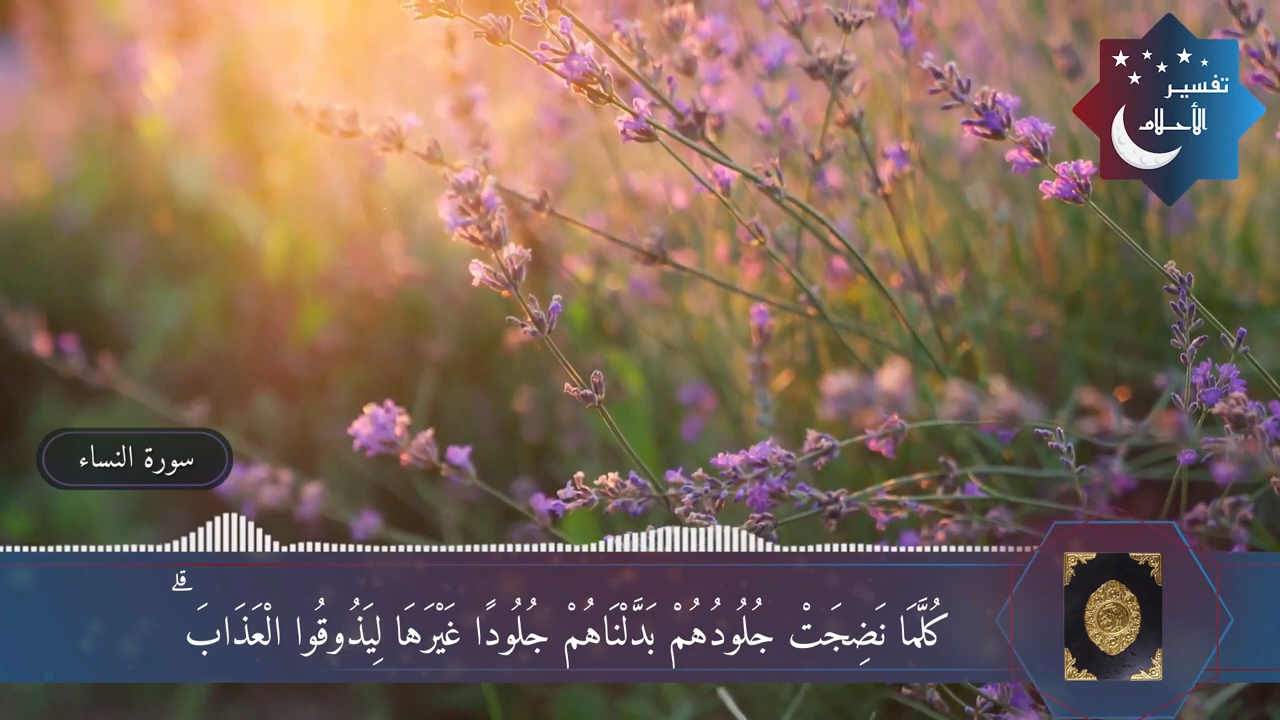 تفسير
الأحلام
سورة النساء
كُلَّمَا نَضِجَتْ جُلُودُهُمْ بَدَّلْنَاهُمْ جُلُودًا غَيْرَهَا لِيَذُوقُوا الْعَذَابَ ۗ